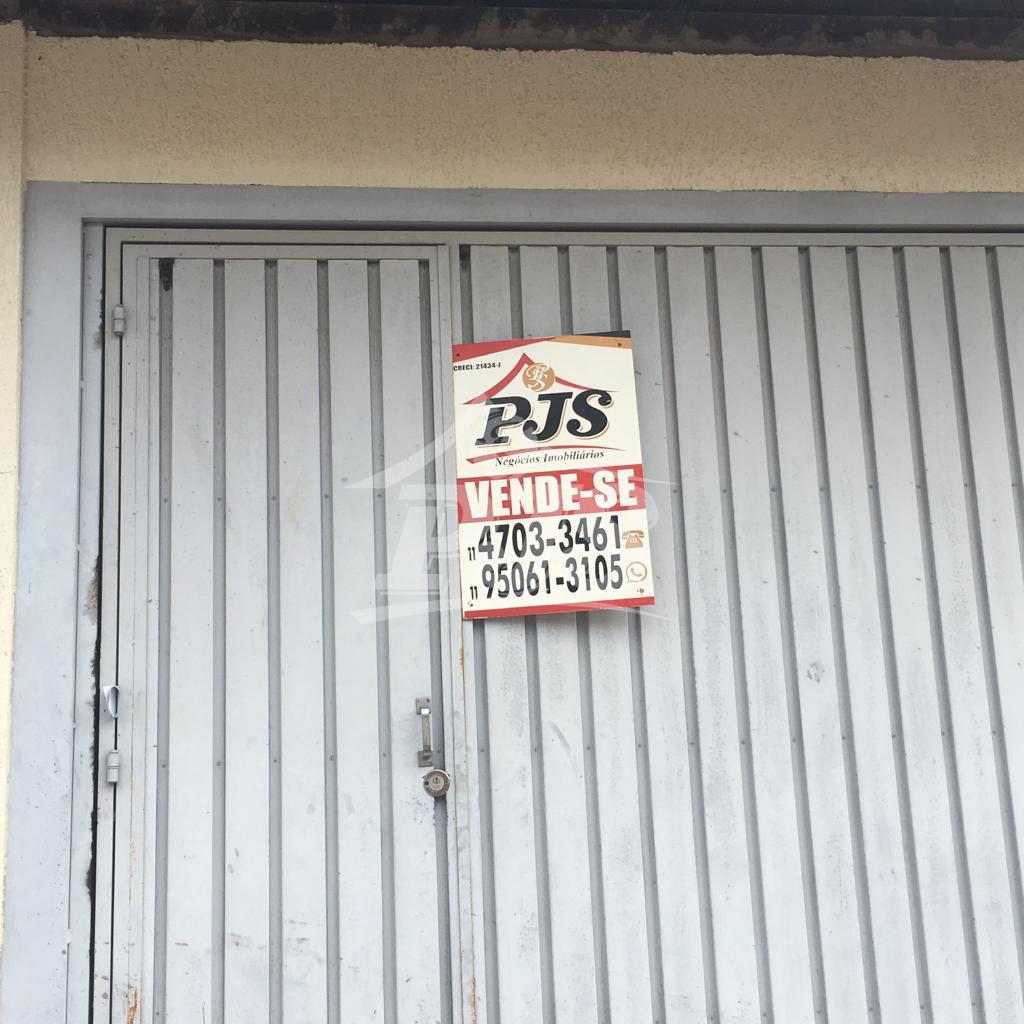 CRECI: 21434-J
PJS
Negócios Imobiliários
VENDE-SE
11 4703-3461
11 95061-3105